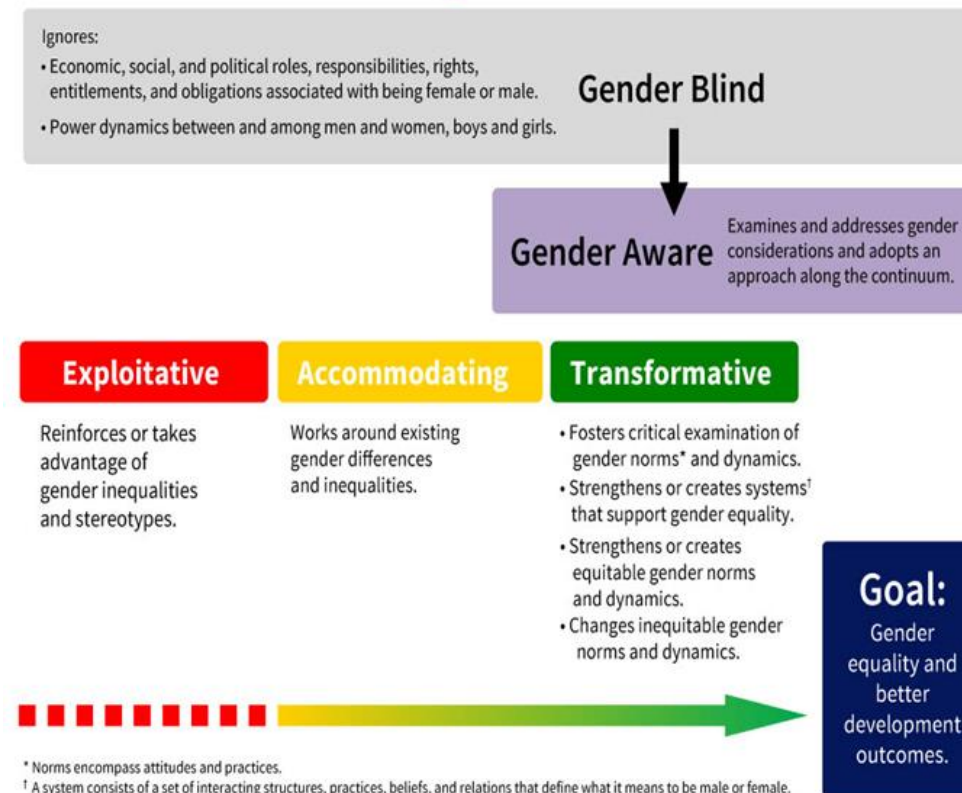 Ignores:
• Economic, social, and political roles, responsibilities, rights,
entitlements, and obligations associated with being female or male.
• Power dynamics between and among men and women, boys and girls.
Gender Blind
Gender Aware
Examines and addresses gender
considerations and adopts an
approach along the continuum.
Exploitative
Reinforces or takes
advantage of
gender inequalities
and stereotypes.
Accommodating
Works around existing
gender differences
and inequalities.
Transformative
• Fosters critical examination of
gender norms* and dynamics.
• Strengthens or creates systems†
that support gender equality.
• Strengthens or creates
equitable gender norms
and dynamics.
• Changes inequitable gender
norms and dynamics.
Goal:
Gender
equality and
better
development
outcomes.
* Norms encompass attitudes and practices.
† A system consists of a set of interacting structures, practices, beliefs, and relations that define what it means to be male or female.